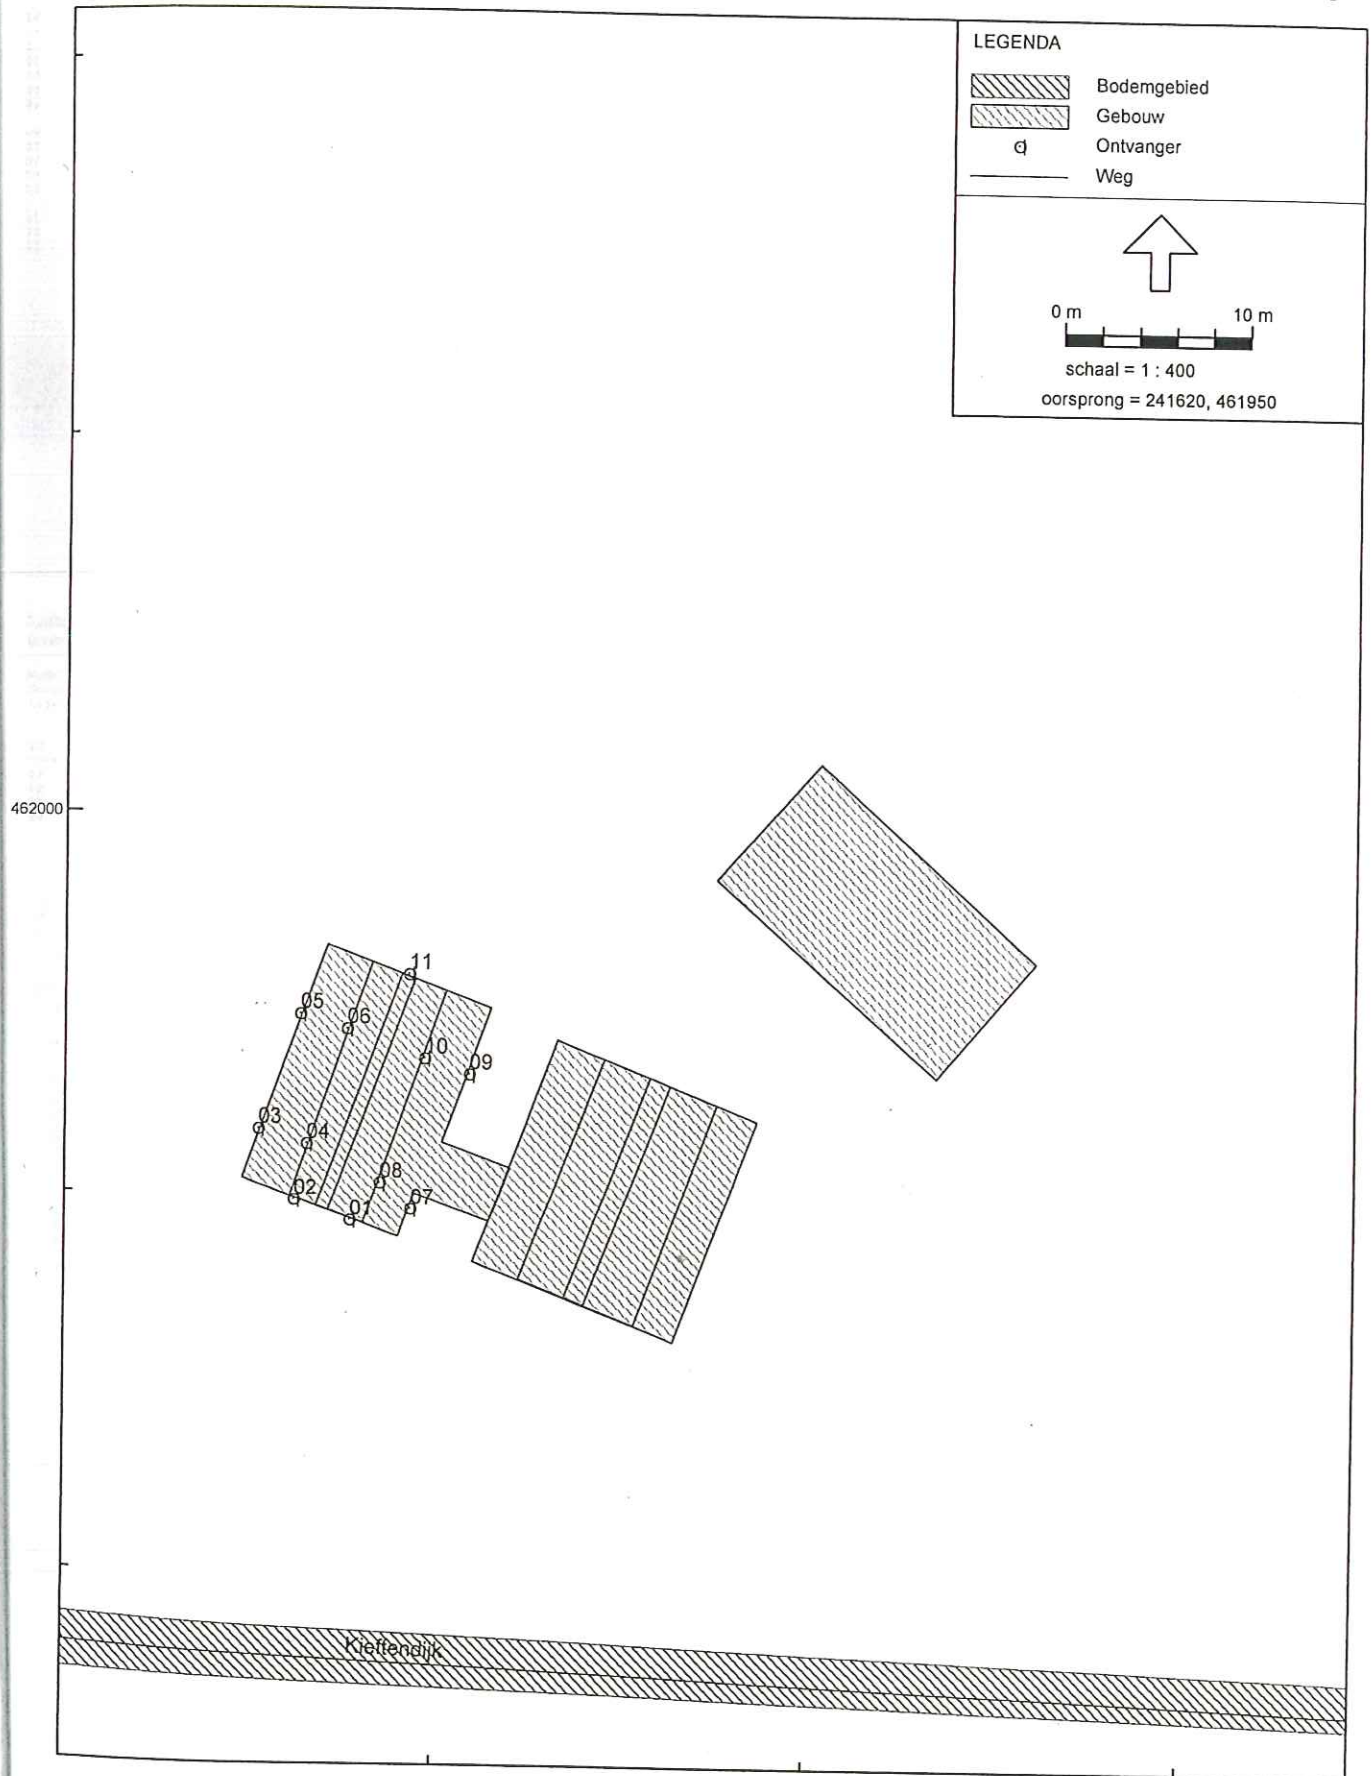 LEGENDA
Bodemgebied
Gebouw
Ontvanger
Weg
0 m 10 m
schaal = 1 : 400
oorsprong = 241620, 461950
462000
11
05
06
10
09
03
04
08
02
07
01
Kieftendijk